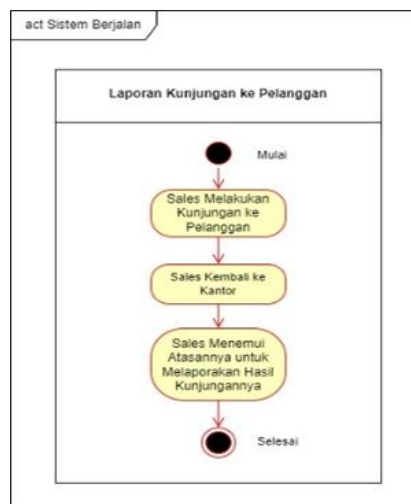 act Sistem Berjalan
Laporan Kunjungan ke Pelanggan
Mulai
Sales Melakukan
Kunjungan ke
Pelanggan
Sales Kembali ke
Kantor
Sales Menemui
Atasannya untuk
Melaporakan Hasil
Kunjungannya
Selesai